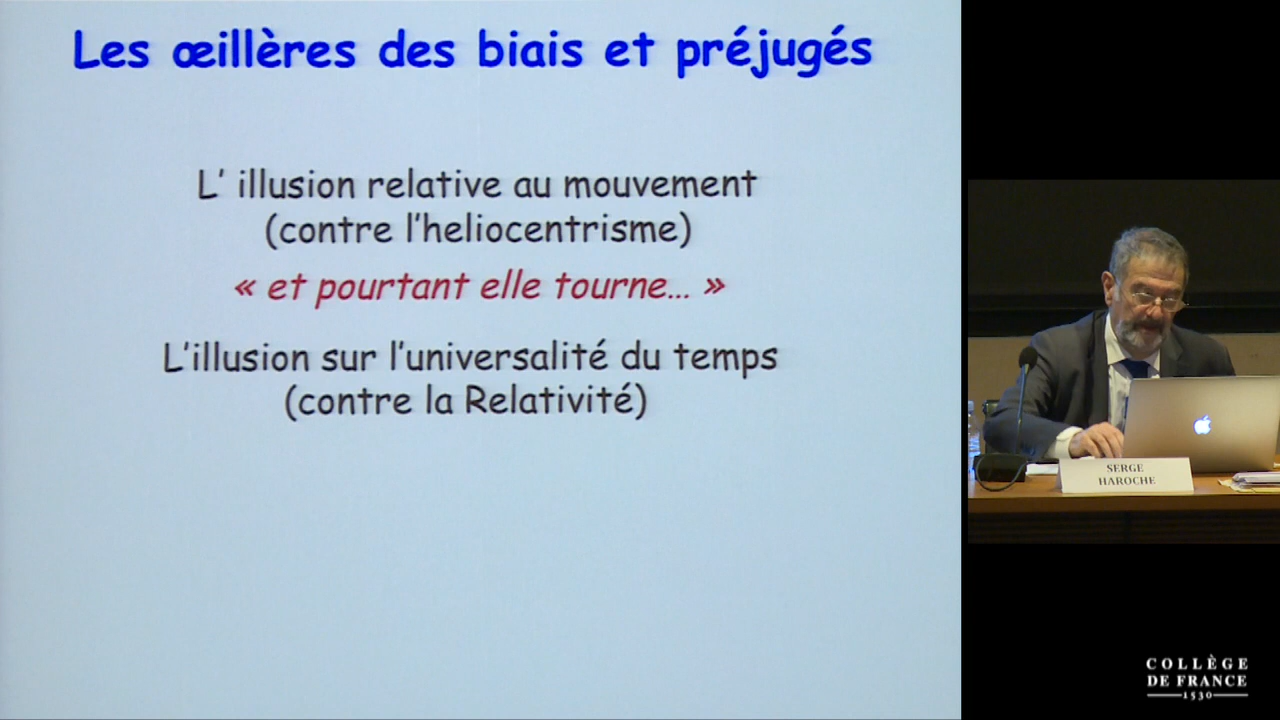 Les œillères des biais et préjugés
L' illusion relative au mouvement
(contre l'heliocentrisme)
« et pourtant elle tourne... »
L'illusion sur l'universalité du temps
(contre la Relativité)
SERGE
HAROCHE
COLLÈGE
DE FRANCE
1530